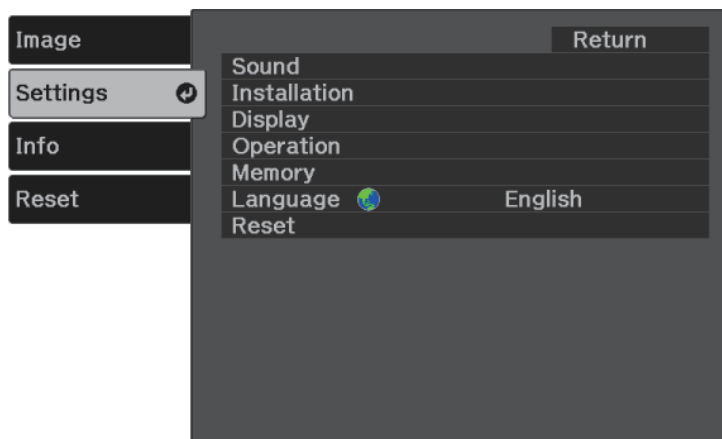 Image
Settings
Info
Reset
Return
Sound
Installation
Display
Operation
Memory
Language English
Reset